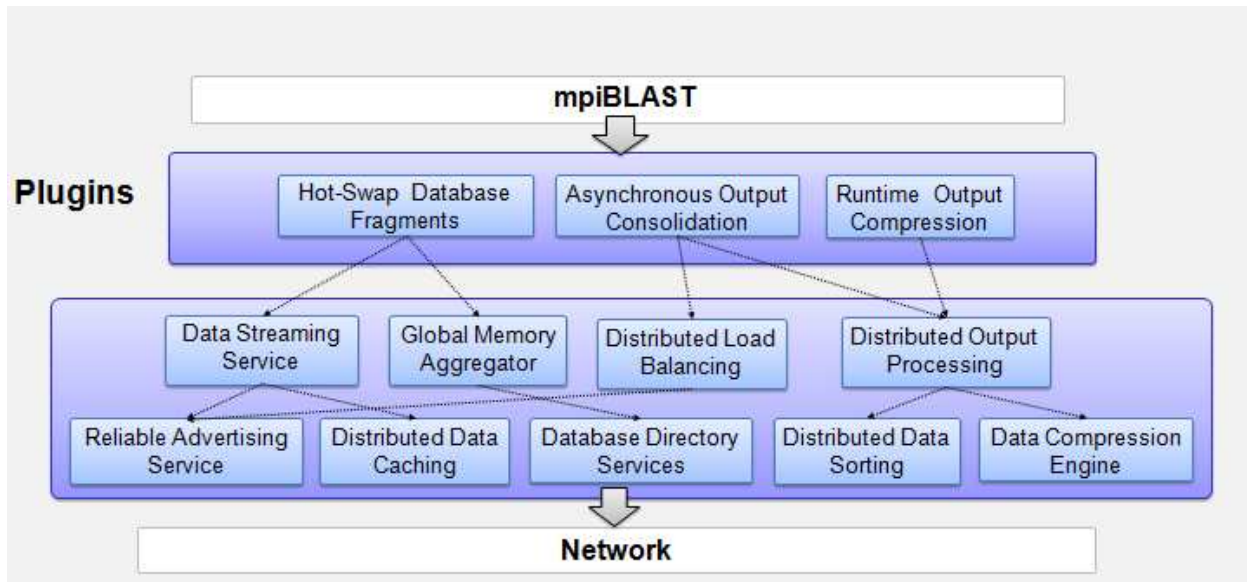 mpiBLAST
Plugins
Hot-Swap Database
Fragments
Asynchronous Output
Consolidation
Runtime Output
Compression
Data Streaming
Service
Global Memory
Aggregator
Distributed Load
Balancing
Distributed Output
Processing
Reliable Advertising
Service
Distributed Data
Caching
Database Directory
Services
Distributed Data
Sorting
Data Compression
Engine
Network